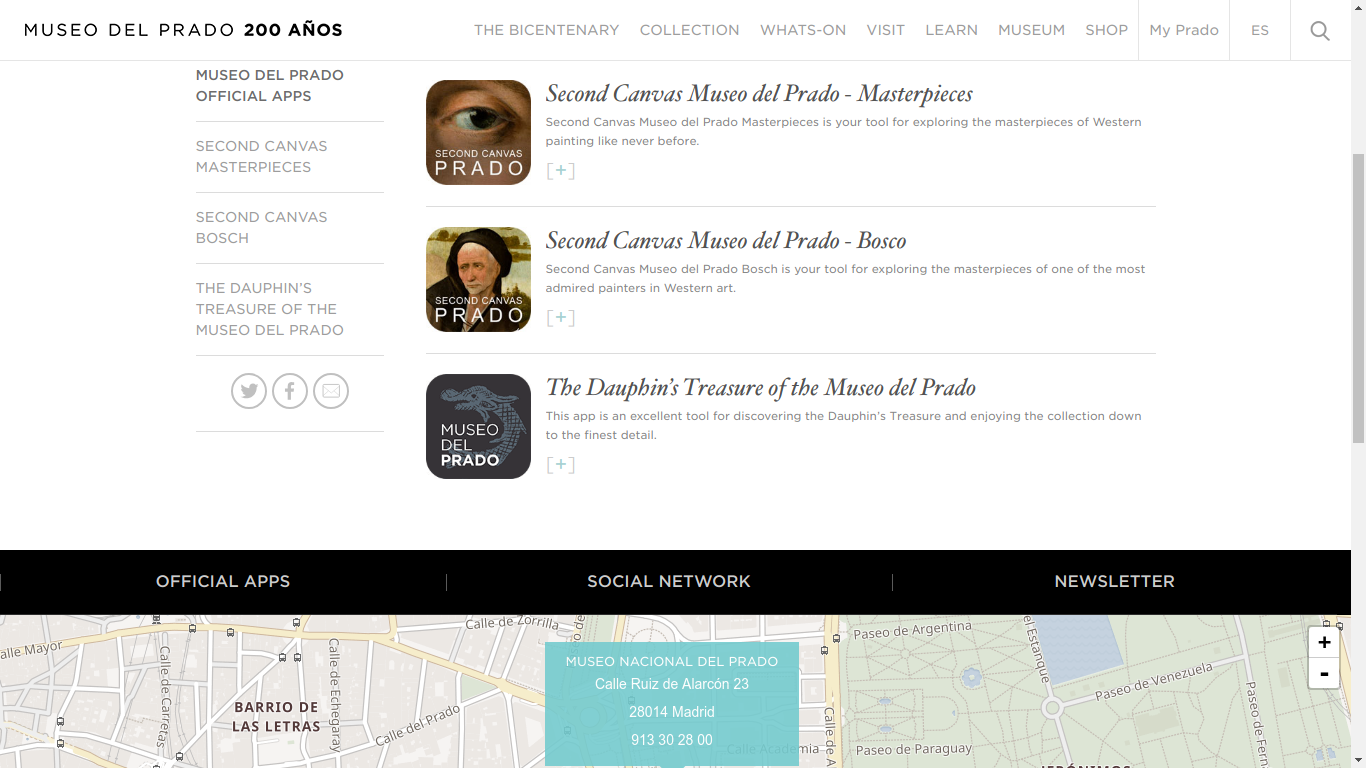 MUSEO DEL PRADO 200 AÑOS
THE BICENTENARY COLLECTION WHATS-ON VISIT LEARN MUSEUM SHOP My Prado ES
MUSEO DEL PRADO
OFFICIAL APPS
SECOND CANVAS
MASTERPIECES
SECOND CANVAS
BOSCH
THE DAUPHIN'S
TREASURE OF THE
MUSEO DEL PRADO
SECOND CANVAS
PRADO
Second Canvas Museo del Prado - Masterpieces
Second Canvas Museo del Prado Masterpieces is your tool for exploring the masterpieces of Western
painting like never before.
[+]
SECOND CANVAS
PRADO
Second Canvas Museo del Prado - Bosco
Second Canvas Museo del Prado Bosch is your tool for exploring the masterpieces of one of the most
admired painters in Western art.
[+]
MUSEO
DEL
PRADO
The Dauphin's Treasure of the Museo del Prado
This app is an excellent tool for discovering the Dauphin's Treasure and enjoying the collection down
to the finest detail.
[+]
OFFICIAL APPS SOCIAL NETWORK NEWSLETTER
alle Mayor
Calle de Carretas
Calle de Echegaray
Calle de Zorrilla
BARRIO DE
LAS LETRAS
Calle del Prado
MUSEO NACIONAL DEL PRADO
Calle Ruiz de Alarcón 23
28014 Madrid
913 30 28 00
Calle Academia
Calle de A
Paseo de Argentina
el Estanque
Paseo de Venezuela
Paseo de Paraguay
Paseo de Fer
+
-